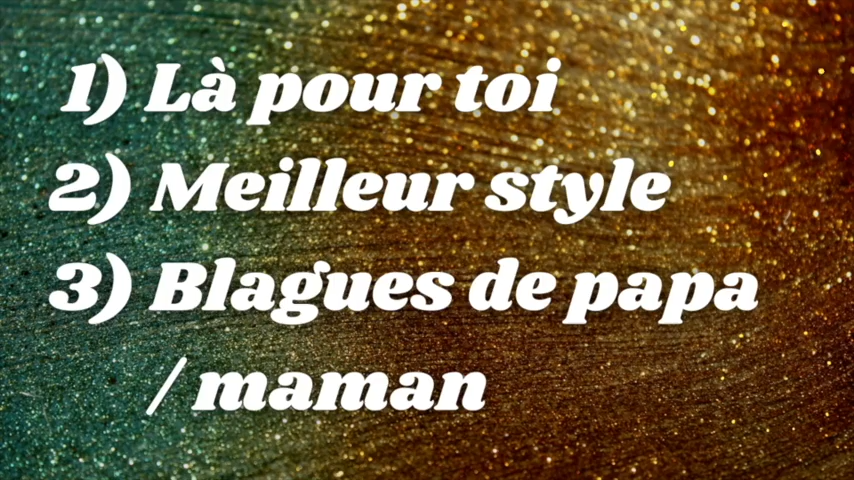 1) Là pour toi
2) Meilleur style
3) Blagues de papa
/ maman